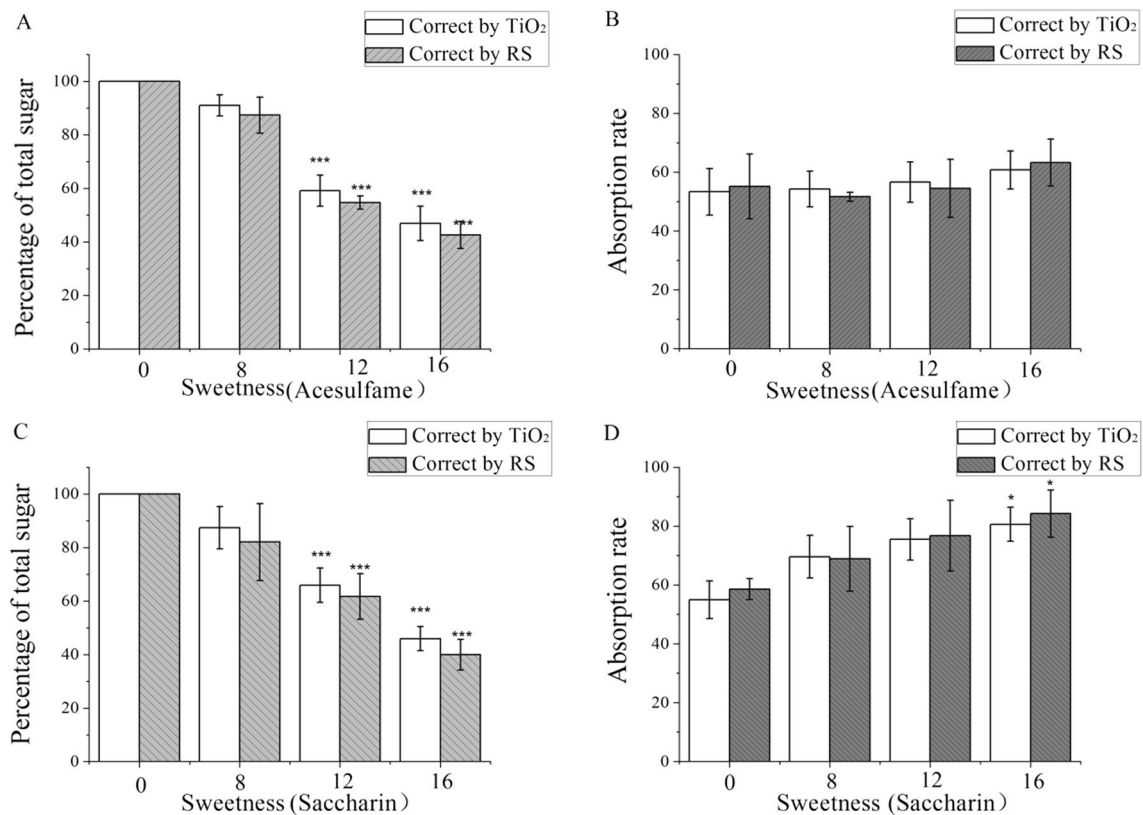 A
Correct by TiO₂
Correct by RS
Percentage of total sugar
100
80
60
40
20
0
***
***
***
***
0 8 12 16
Sweetness(Acesulfame)
B
Correct by TiO₂
Correct by RS
Absorption rate
100
80
60
40
20
0
0 8 12 16
Sweetness(Acesulfame)
C
Correct by TiO₂
Correct by RS
Percentage of total sugar
100
80
60
40
20
0
***
***
***
***
0 8 12 16
Sweetness (Saccharin)
D
Correct by TiO₂
Correct by RS
Absorption rate
100
80
60
40
20
0
*
*
0 8 12 16
Sweetness (Saccharin)